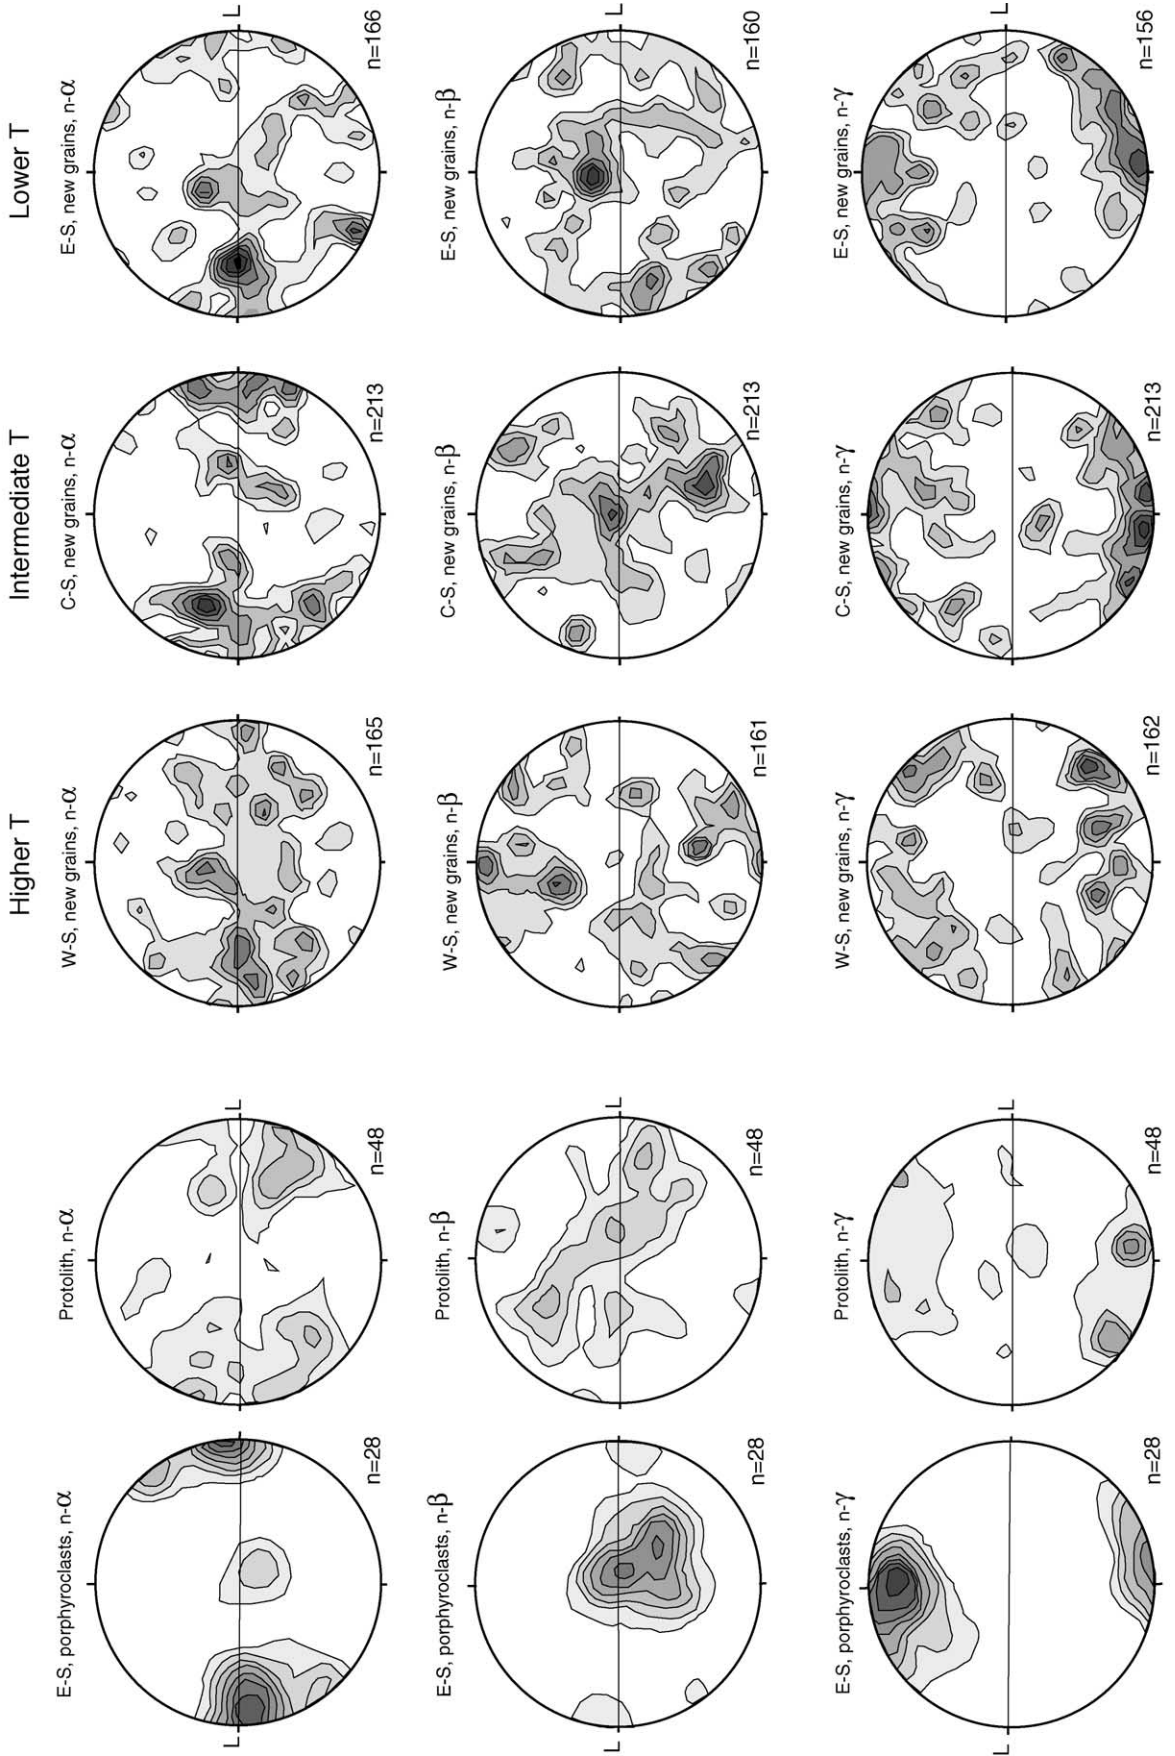 Higher T
Intermediate T
Lower T
E-S, porphyroclasts, n-α
Protolith, n-α
W-S, new grains, n-α
C-S, new grains, n-α
E-S, new grains, n-α
L
L
L
n=28
n=48
n=165
n=213
n=166
E-S, porphyroclasts, n-β
Protolith, n-β
W-S, new grains, n-β
C-S, new grains, n-β
E-S, new grains, n-β
L
L
L
n=28
n=48
n=161
n=213
n=160
E-S, porphyroclasts, n-γ
Protolith, n-γ
W-S, new grains, n-γ
C-S, new grains, n-γ
E-S, new grains, n-γ
L
L
L
n=28
n=48
n=162
n=213
n=156